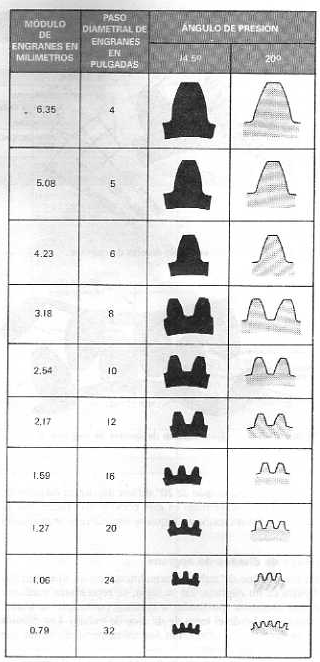 MÓDULO
DE
ENGRANES EN
MILIMETROS
PASO
DIAMETRAL DE
ENGRANES
EN
PULGADAS
ÁNGULO DE PRESIÓN
14.5º
20º
6.35 4
5.08 5
4.23 6
3.18 8
2.54 10
2.17 12
1.59 16
1.27 20
1.06 24
0.79 32